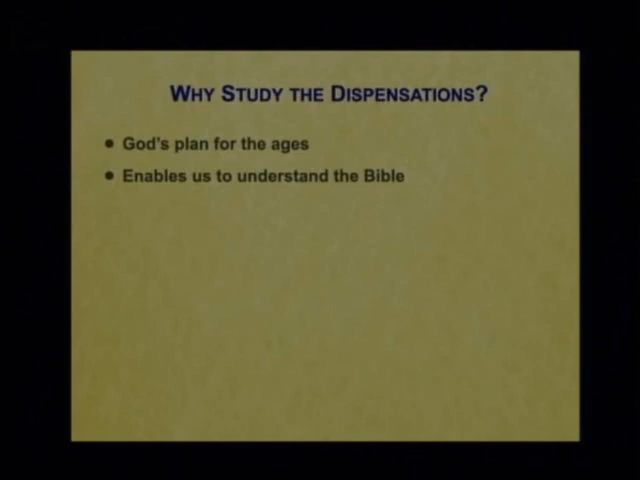 WHY STUDY THE DISPENSATIONS?
• God's plan for the ages
• Enables us to understand the Bible